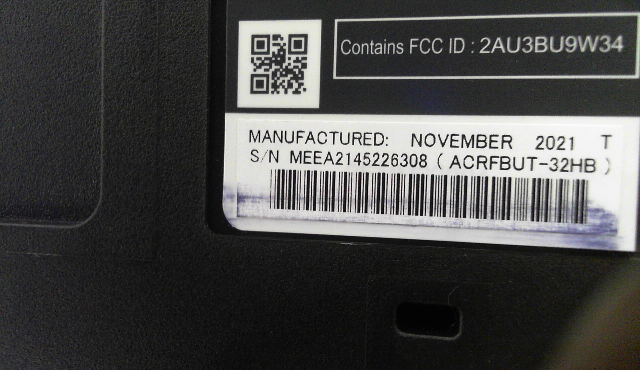 Contains FCC ID : 2AU3BU9W34
MANUFACTURED: NOVEMBER 2021 T
S/N MEEA2145226308 ( ACRFBUT-32HB )